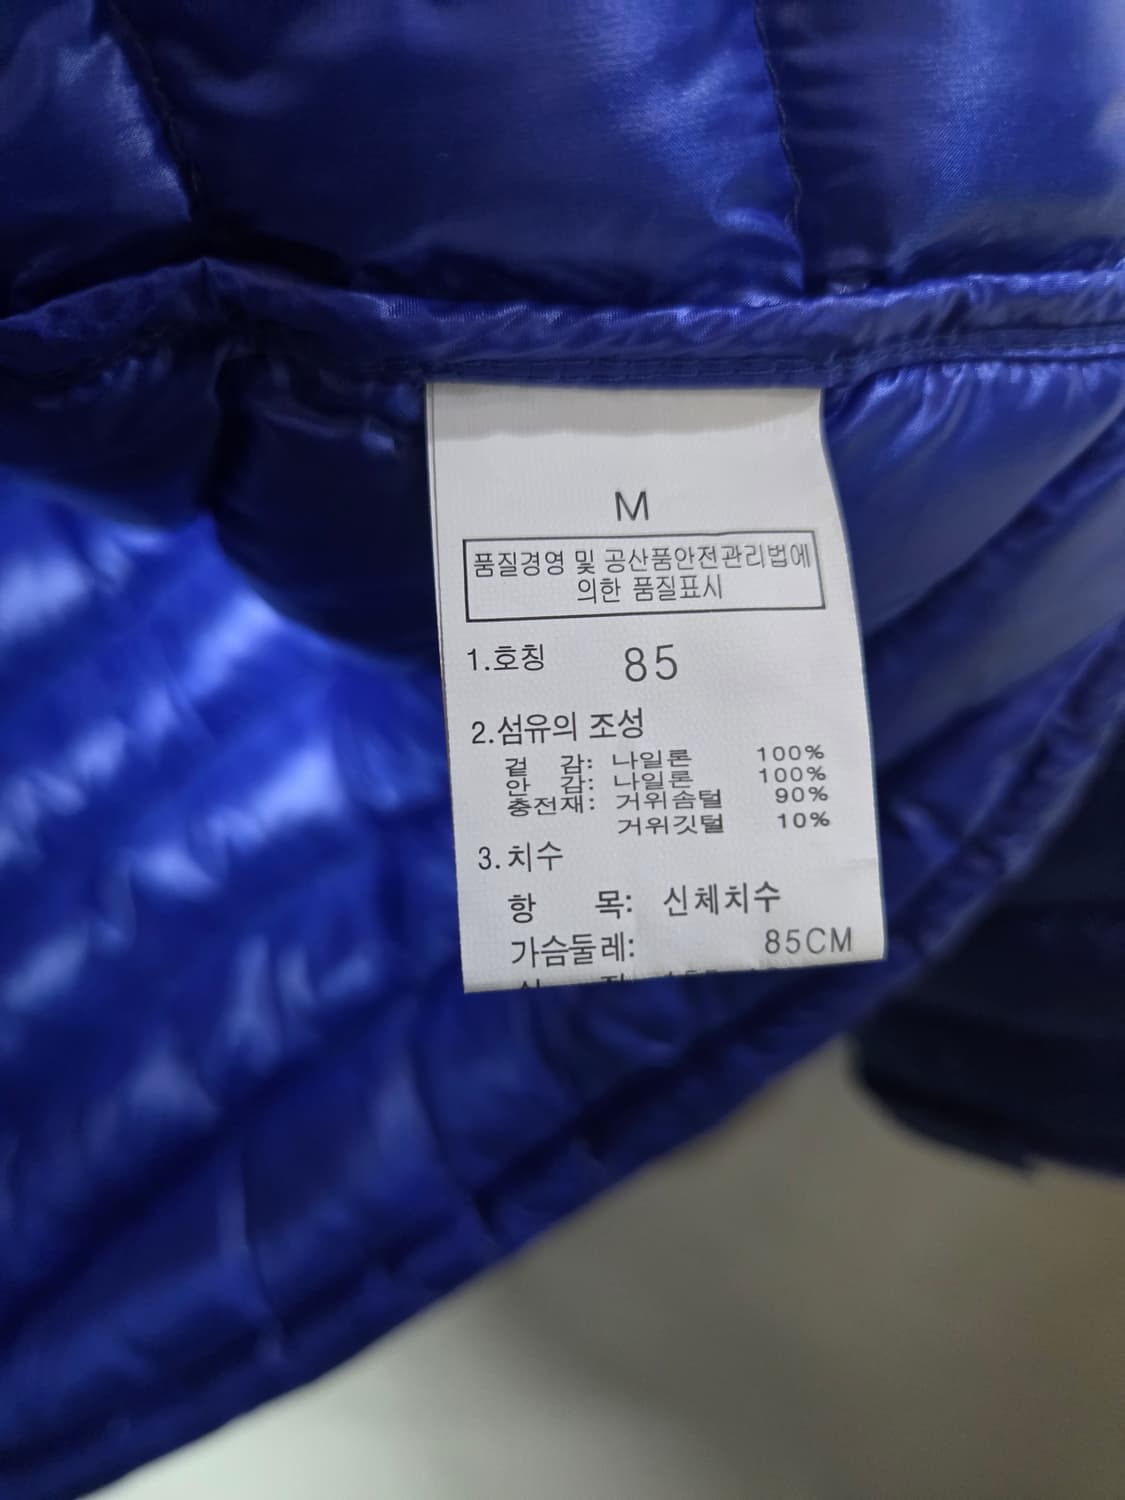 M
품질경영 및 공산품안전관리법에
의한 품질표시
1.호칭 85
2.섬유의 조성
겉 감: 나일론 100%
안 감: 나일론 100%
충전재: 거위솜털 90%
거위깃털 10%
3.치수
항 목: 신체치수
가슴둘레: 85CM